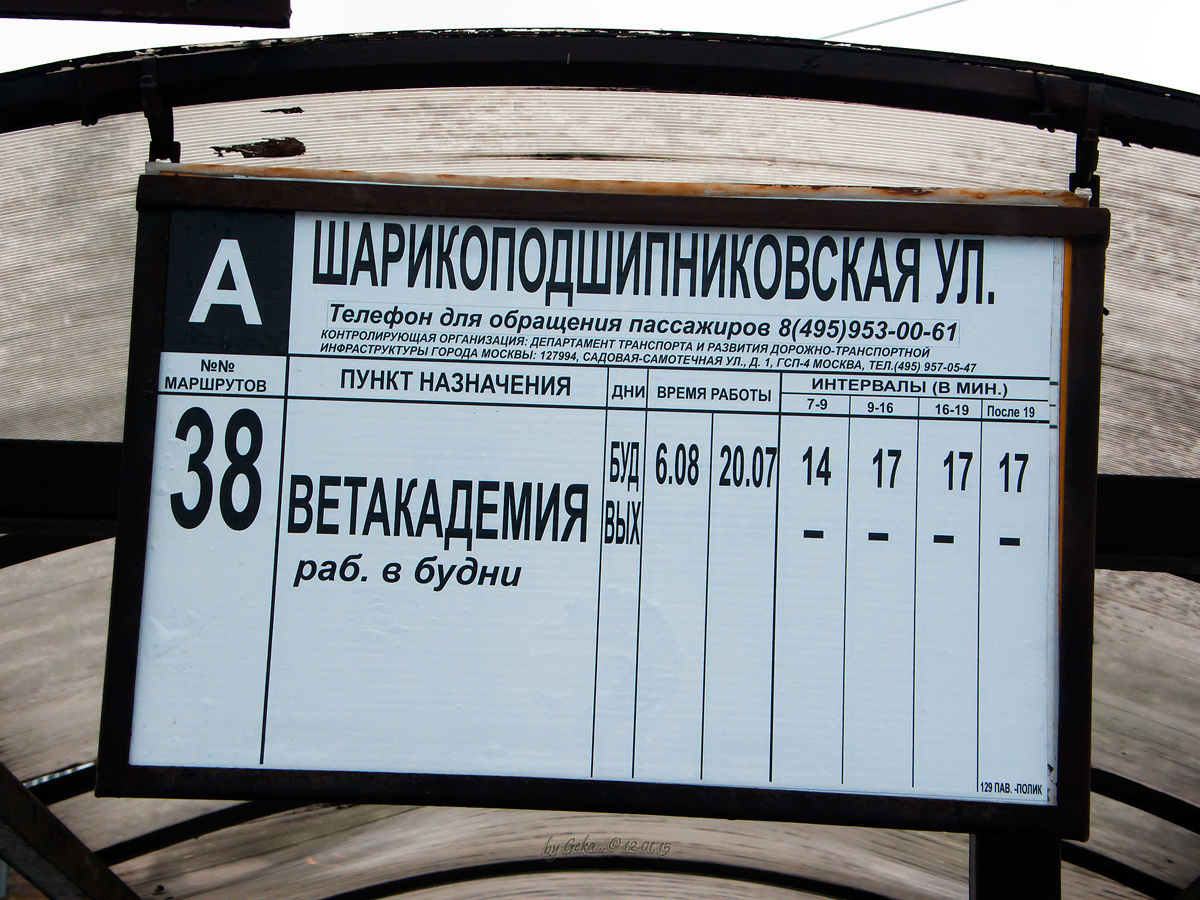 А
ШАРИКОПОДШИПНИКОВСКАЯ УЛ.
Телефон для обращения пассажиров 8(495)953-00-61
КОНТРОЛИРУЮЩАЯ ОРГАНИЗАЦИЯ: ДЕПАРТАМЕНТ ТРАНСПОРТА И РАЗВИТИЯ ДОРОЖНО-ТРАНСПОРТНОЙ
ИНФРАСТРУКТУРЫ ГОРОДА МОСКВЫ: 127994, САДОВАЯ-САМОТЕЧНАЯ УЛ., Д. 1, ГСП-4 МОСКВА, ТЕЛ.(495) 957-05-47
№№ МАРШРУТОВ ПУНКТ НАЗНАЧЕНИЯ ДНИ ВРЕМЯ РАБОТЫ ИНТЕРВАЛЫ (В МИН.)
7-9 9-16 16-19 После 19
38 ВЕТАКАДЕМИЯ БУД 6.08 20.07 14 17 17 17
ВЫХ – – – –
раб. в будни
129 ПАВ. -ПОЛИК
by Geka...© 12.01.15